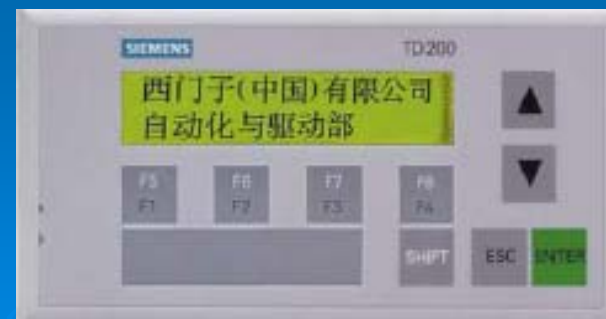 SIEMENS TD200
西门子(中国)有限公司
自动化与驱动部
F5 F6 F7 F8
F1 F2 F3 F4
SHIFT ESC ENTER